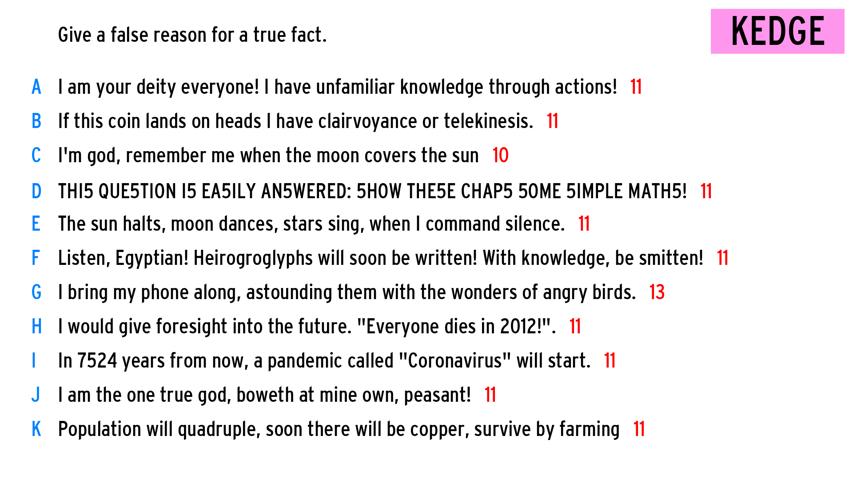 Give a false reason for a true fact.
KEDGE
A I am your deity everyone! I have unfamiliar knowledge through actions! 11
B If this coin lands on heads I have clairvoyance or telekinesis. 11
C I'm god, remember me when the moon covers the sun 10
D THI5 QUE5TION I5 EA5ILY AN5WERED: 5HOW THE5E CHAP5 5OME 5IMPLE MATH5! 11
E The sun halts, moon dances, stars sing, when I command silence. 11
F Listen, Egyptian! Heirogroglyphs will soon be written! With knowledge, be smitten! 11
G I bring my phone along, astounding them with the wonders of angry birds. 13
H I would give foresight into the future. "Everyone dies in 2012!". 11
I In 7524 years from now, a pandemic called "Coronavirus" will start. 11
J I am the one true god, boweth at mine own, peasant! 11
K Population will quadruple, soon there will be copper, survive by farming 11